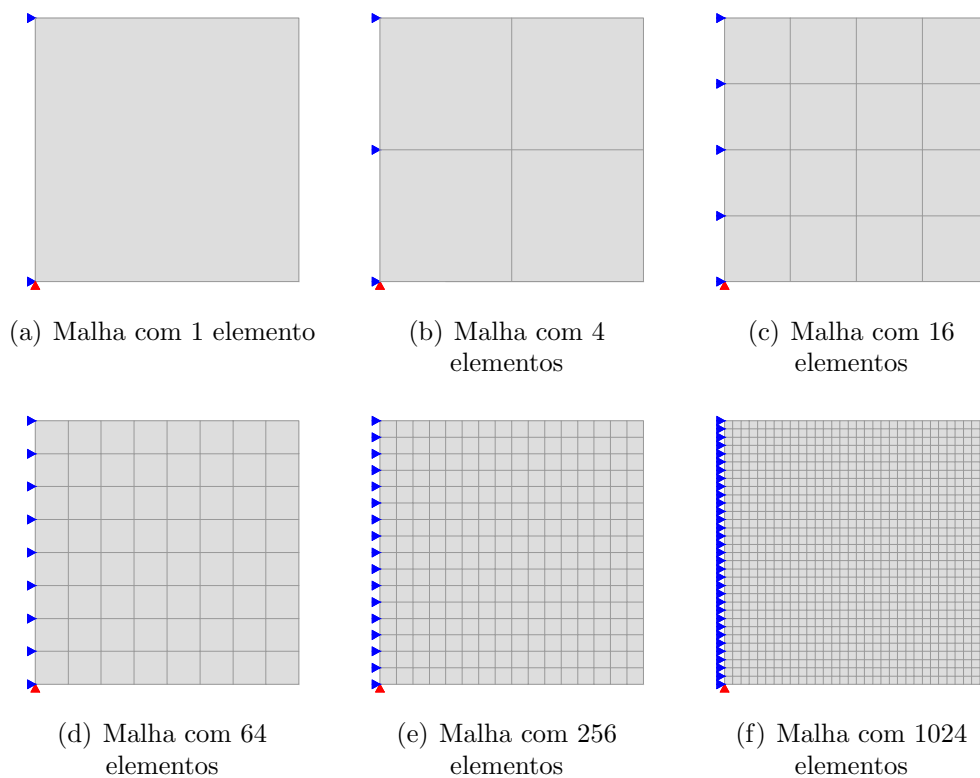 (a) Malha com 1 elemento
(b) Malha com 4
elementos
(c) Malha com 16
elementos
(d) Malha com 64
elementos
(e) Malha com 256
elementos
(f) Malha com 1024
elementos